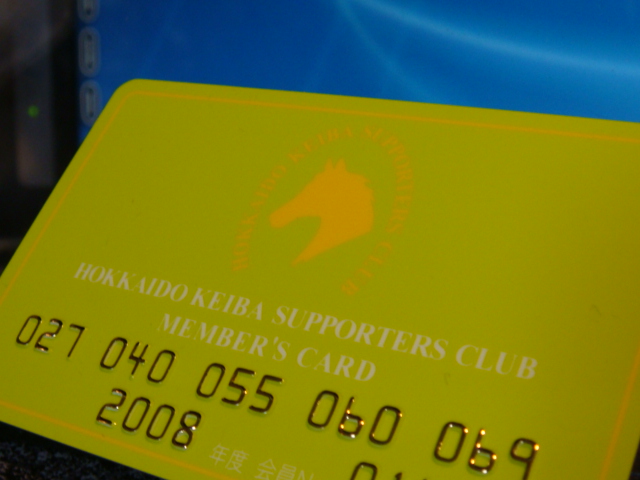 HOKKAIDO KEIBA SUPPORTERS CLUB
HOKKAIDO KEIBA SUPPORTERS CLUB
MEMBER'S CARD
027 040 055 060 069
2008 年度 会員N